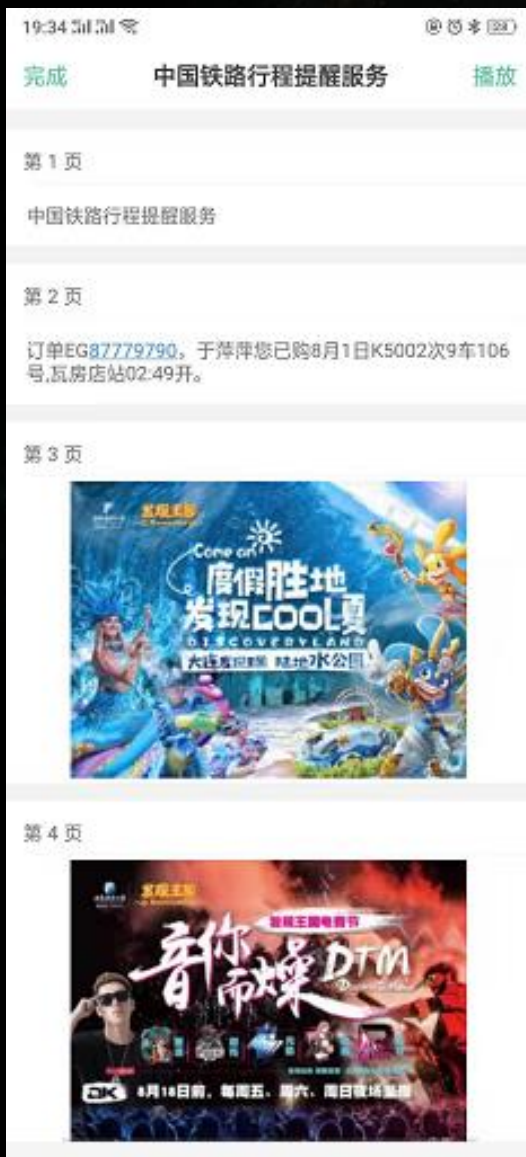 19:34
完成 中国铁路行程提醒服务 播放
第 1 页
中国铁路行程提醒服务
第 2 页
订单EG87779790，于萍萍您已购8月1日K5002次9车106
号,瓦房店站02:49开。
第 3 页
发现王国
Come on
度假胜地
发现COOL夏
DISCOVERYLAND
大连发现王国 陆地水公园
第 4 页
发现王国
发现王国电音节
音你而燥 DTM
DK
8月18日前，每周五、周六、周日夜场